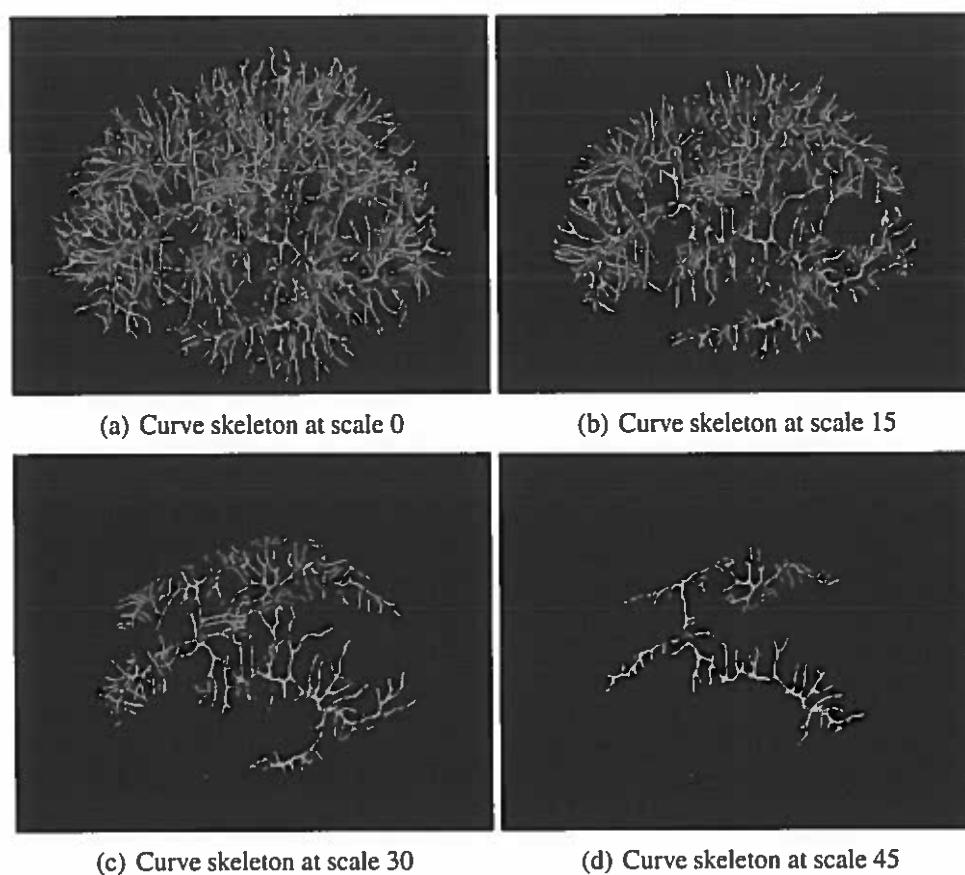 (a) Curve skeleton at scale 0
(b) Curve skeleton at scale 15
(c) Curve skeleton at scale 30
(d) Curve skeleton at scale 45